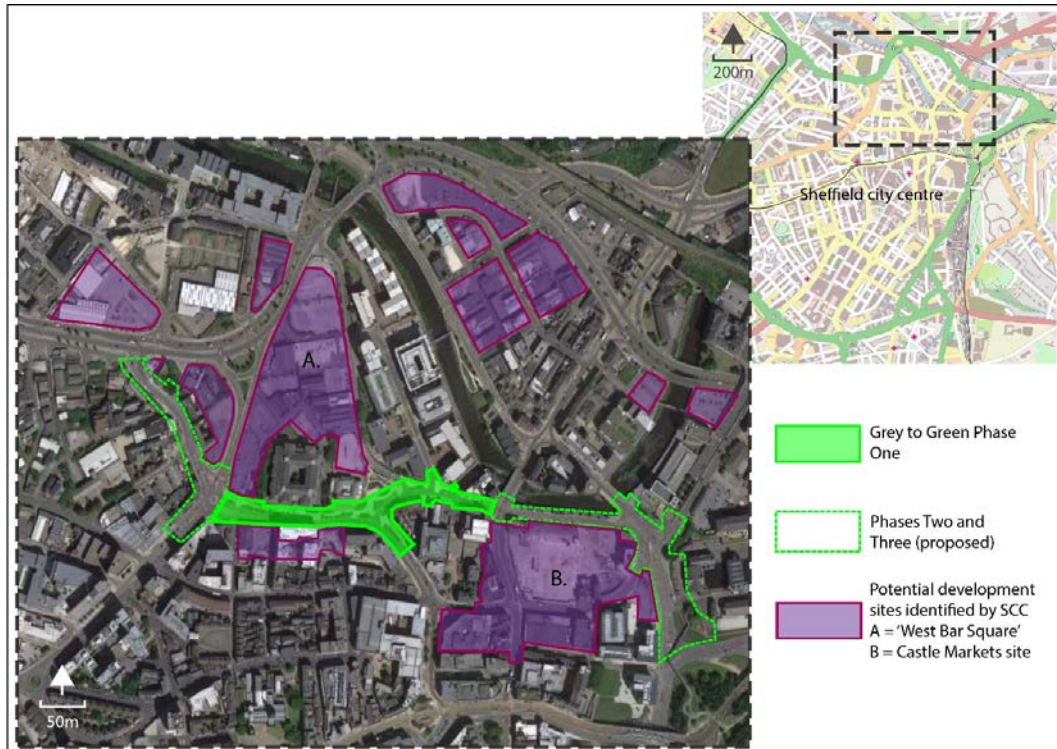 200m
Sheffield city centre
A.
B.
50m
Grey to Green Phase
One
Phases Two and
Three (proposed)
Potential development
sites identified by SCC
A = 'West Bar Square'
B = Castle Markets site